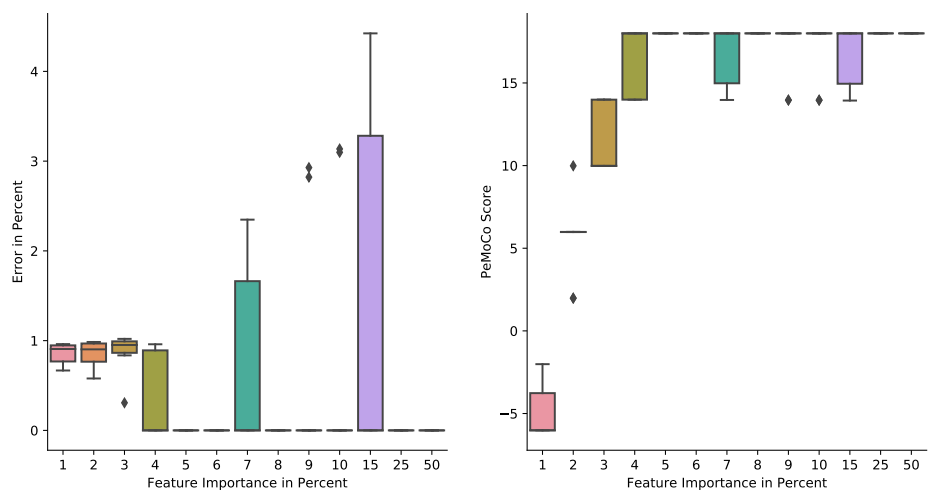 4
3
2
1
0
Error in Percent
1 2 3 4 5 6 7 8 9 10 15 25 50
Feature Importance in Percent
15
10
5
0
−5
PeMoCo Score
1 2 3 4 5 6 7 8 9 10 15 25 50
Feature Importance in Percent